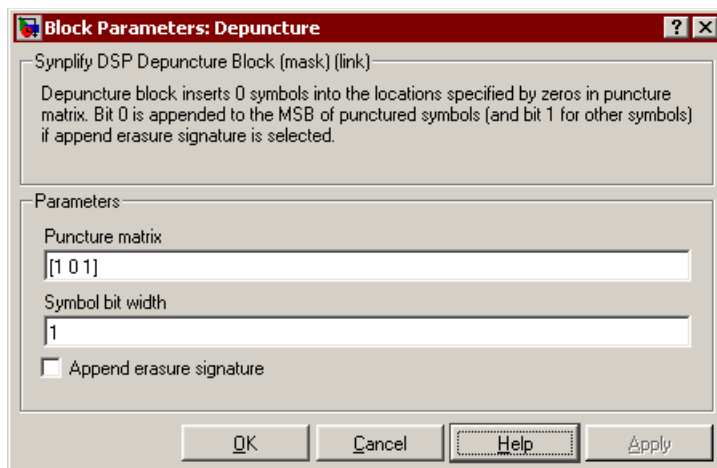 Block Parameters: Depuncture
Synplify DSP Depuncture Block (mask) (link)
Depuncture block inserts 0 symbols into the locations specified by zeros in puncture
matrix. Bit 0 is appended to the MSB of punctured symbols (and bit 1 for other symbols)
if append erasure signature is selected.
Parameters
Puncture matrix
[1 0 1]
Symbol bit width
1
Append erasure signature
OK Cancel Help Apply